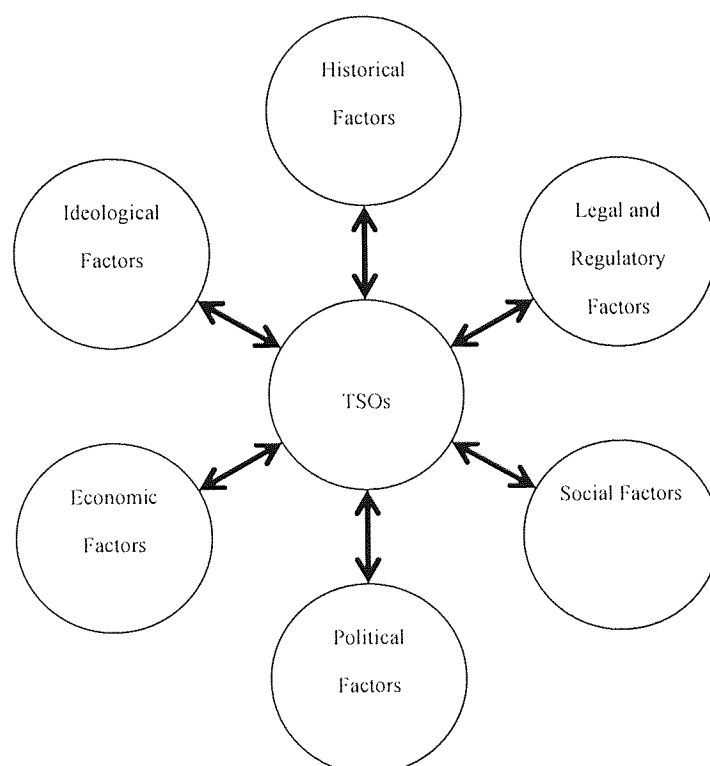 Historical
Factors
Ideological
Factors
Legal and
Regulatory
Factors
TSOs
Economic
Factors
Social Factors
Political
Factors